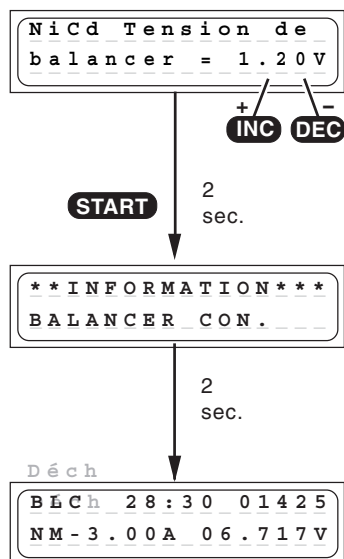 NiCd Tension de
balancer = 1.20V
+ -
INC DEC
START
2
sec.
**INFORMATION***
BALANCER CON.
2
sec.
Déch
BLC 28:30 01425
NM-3.00A 06.717V